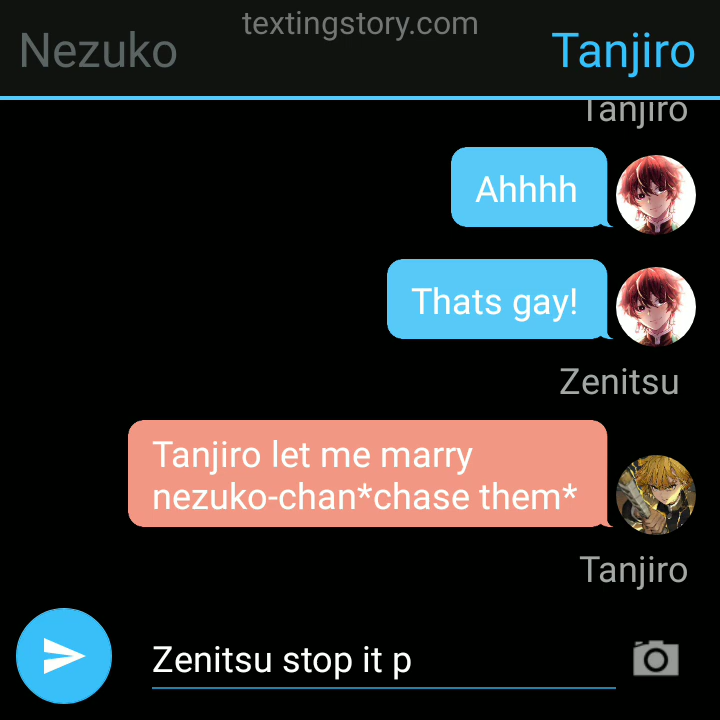 textingstory.com
Nezuko
Tanjiro
Tanjiro
Ahhhh
Thats gay!
Zenitsu
Tanjiro let me marry
nezuko-chan*chase them*
Tanjiro
Zenitsu stop it p